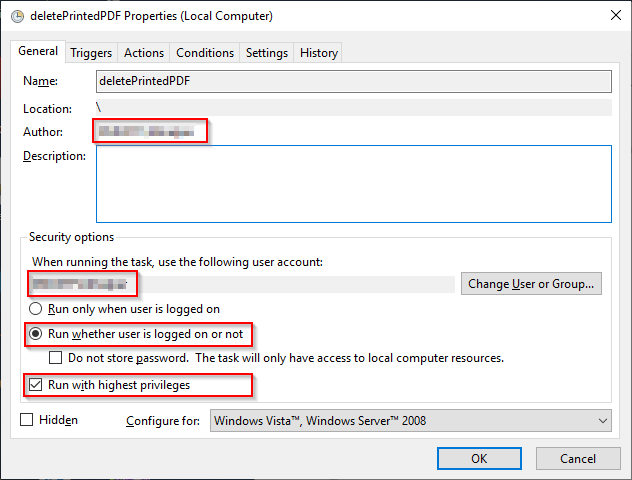 deletePrintedPDF Properties (Local Computer)
General Triggers Actions Conditions Settings History
Name: deletePrintedPDF
Location: \
Author:
Description:
Security options
When running the task, use the following user account:
Change User or Group...
Run only when user is logged on
Run whether user is logged on or not
Do not store password. The task will only have access to local computer resources.
Run with highest privileges
Hidden Configure for: Windows Vista™, Windows Server™ 2008
OK Cancel